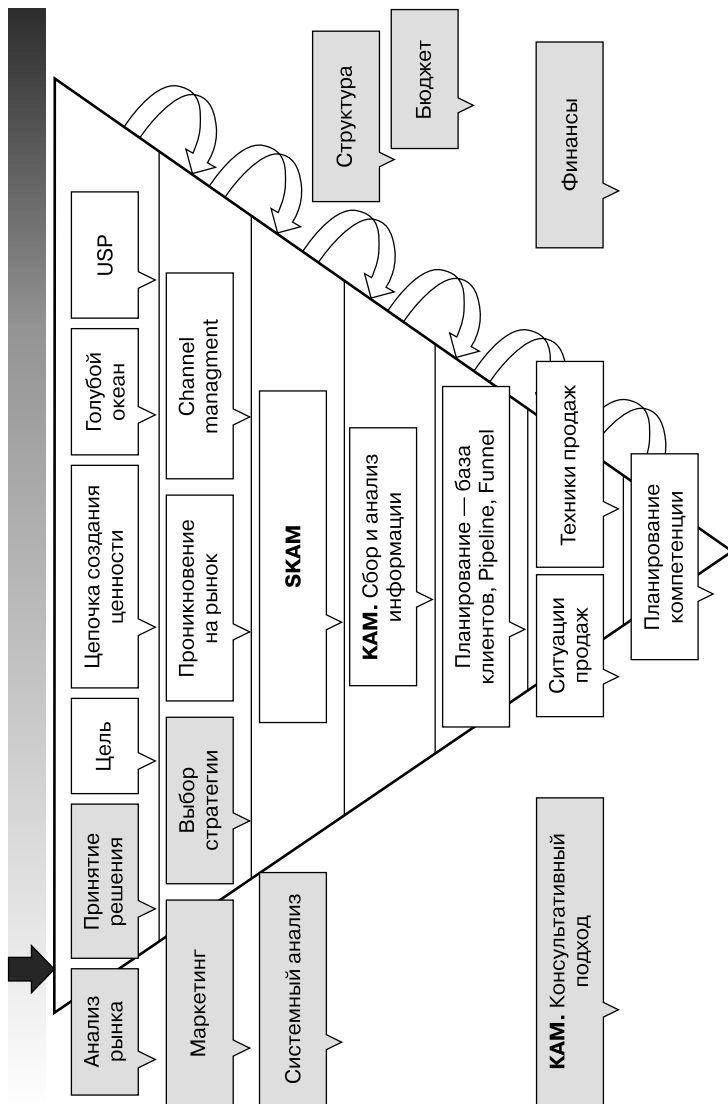 Анализ
рынка
Принятие
решения
Цель
Цепочка создания
ценности
Голубой
океан
USP
Маркетинг
Выбор
стратегии
Проникновение
на рынок
Channel
managment
Системный анализ
SKAM
Структура
KAM. Сбор и анализ
информации
Бюджет
Планирование — база
клиентов, Pipeline, Funnel
KAM. Консультативный
подход
Ситуации
продаж
Техники продаж
Финансы
Планирование
компетенции